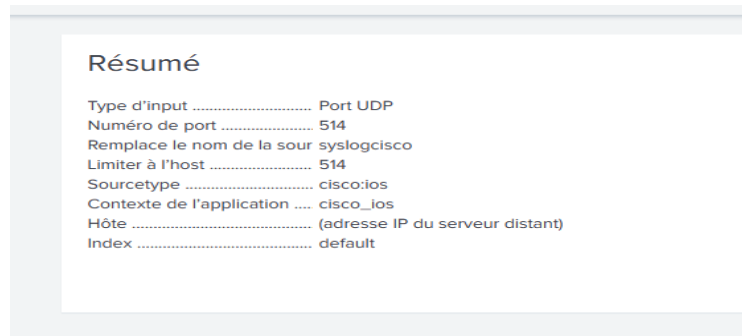 Résumé
Type d'input ............................ Port UDP
Numéro de port ...................... 514
Remplace le nom de la sour syslogcisco
Limiter à l'host ........................ 514
Sourcetype .............................. cisco:ios
Contexte de l'application .... cisco_ios
Hôte .......................................... (adresse IP du serveur distant)
Index ......................................... default